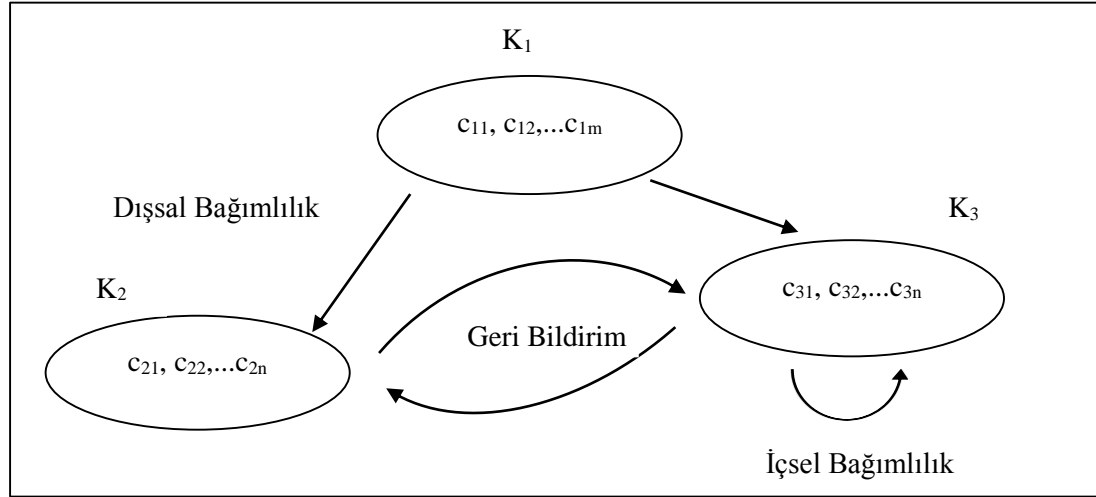 K₁
c₁₁, c₁₂,...c₁ₘ
Dışsal Bağımlılık
K₃
K₂
c₃₁, c₃₂,...c₃ₙ
Geri Bildirim
c₂₁, c₂₂,...c₂ₙ
İçsel Bağımlılık